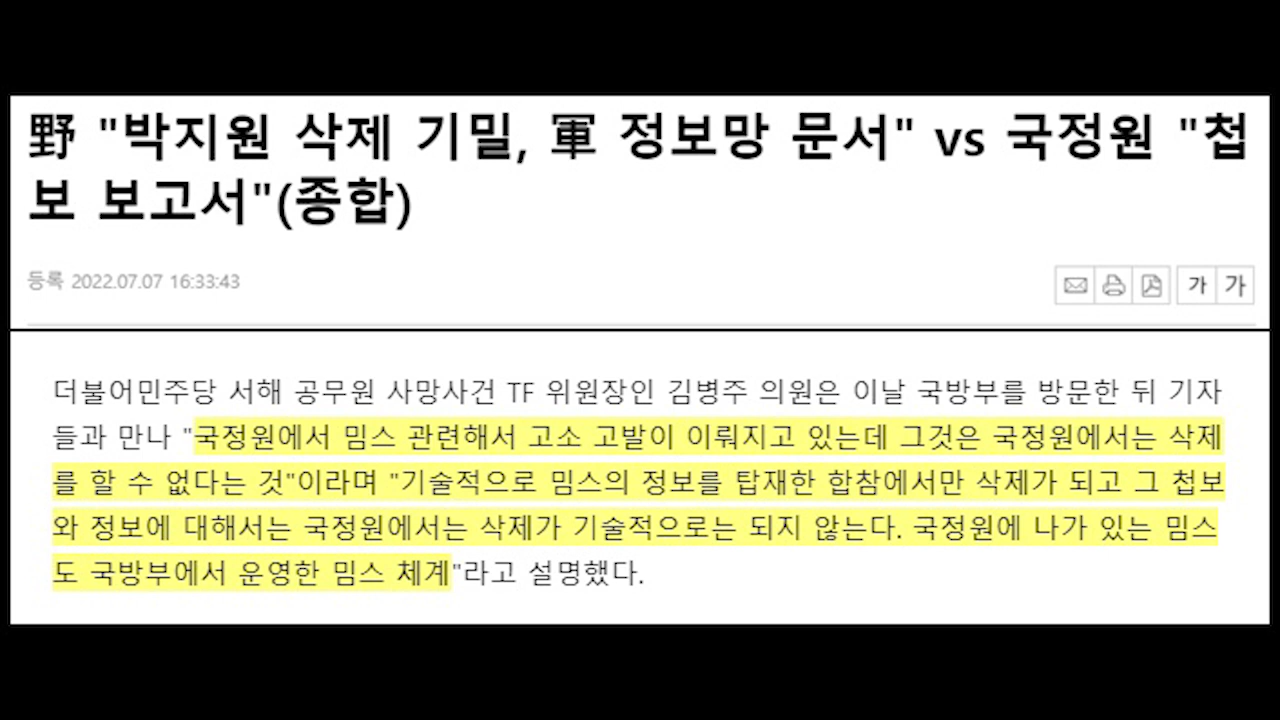 野 "박지원 삭제 기밀, 軍 정보망 문서" vs 국정원 "첩
보 보고서"(종합)
등록 2022.07.07 16:33:43
가 가
더불어민주당 서해 공무원 사망사건 TF 위원장인 김병주 의원은 이날 국방부를 방문한 뒤 기자
들과 만나 "국정원에서 밈스 관련해서 고소 고발이 이뤄지고 있는데 그것은 국정원에서는 삭제
를 할 수 없다는 것"이라며 "기술적으로 밈스의 정보를 탑재한 합참에서만 삭제가 되고 그 첩보
와 정보에 대해서는 국정원에서는 삭제가 기술적으로는 되지 않는다. 국정원에 나가 있는 밈스
도 국방부에서 운영한 밈스 체계"라고 설명했다.